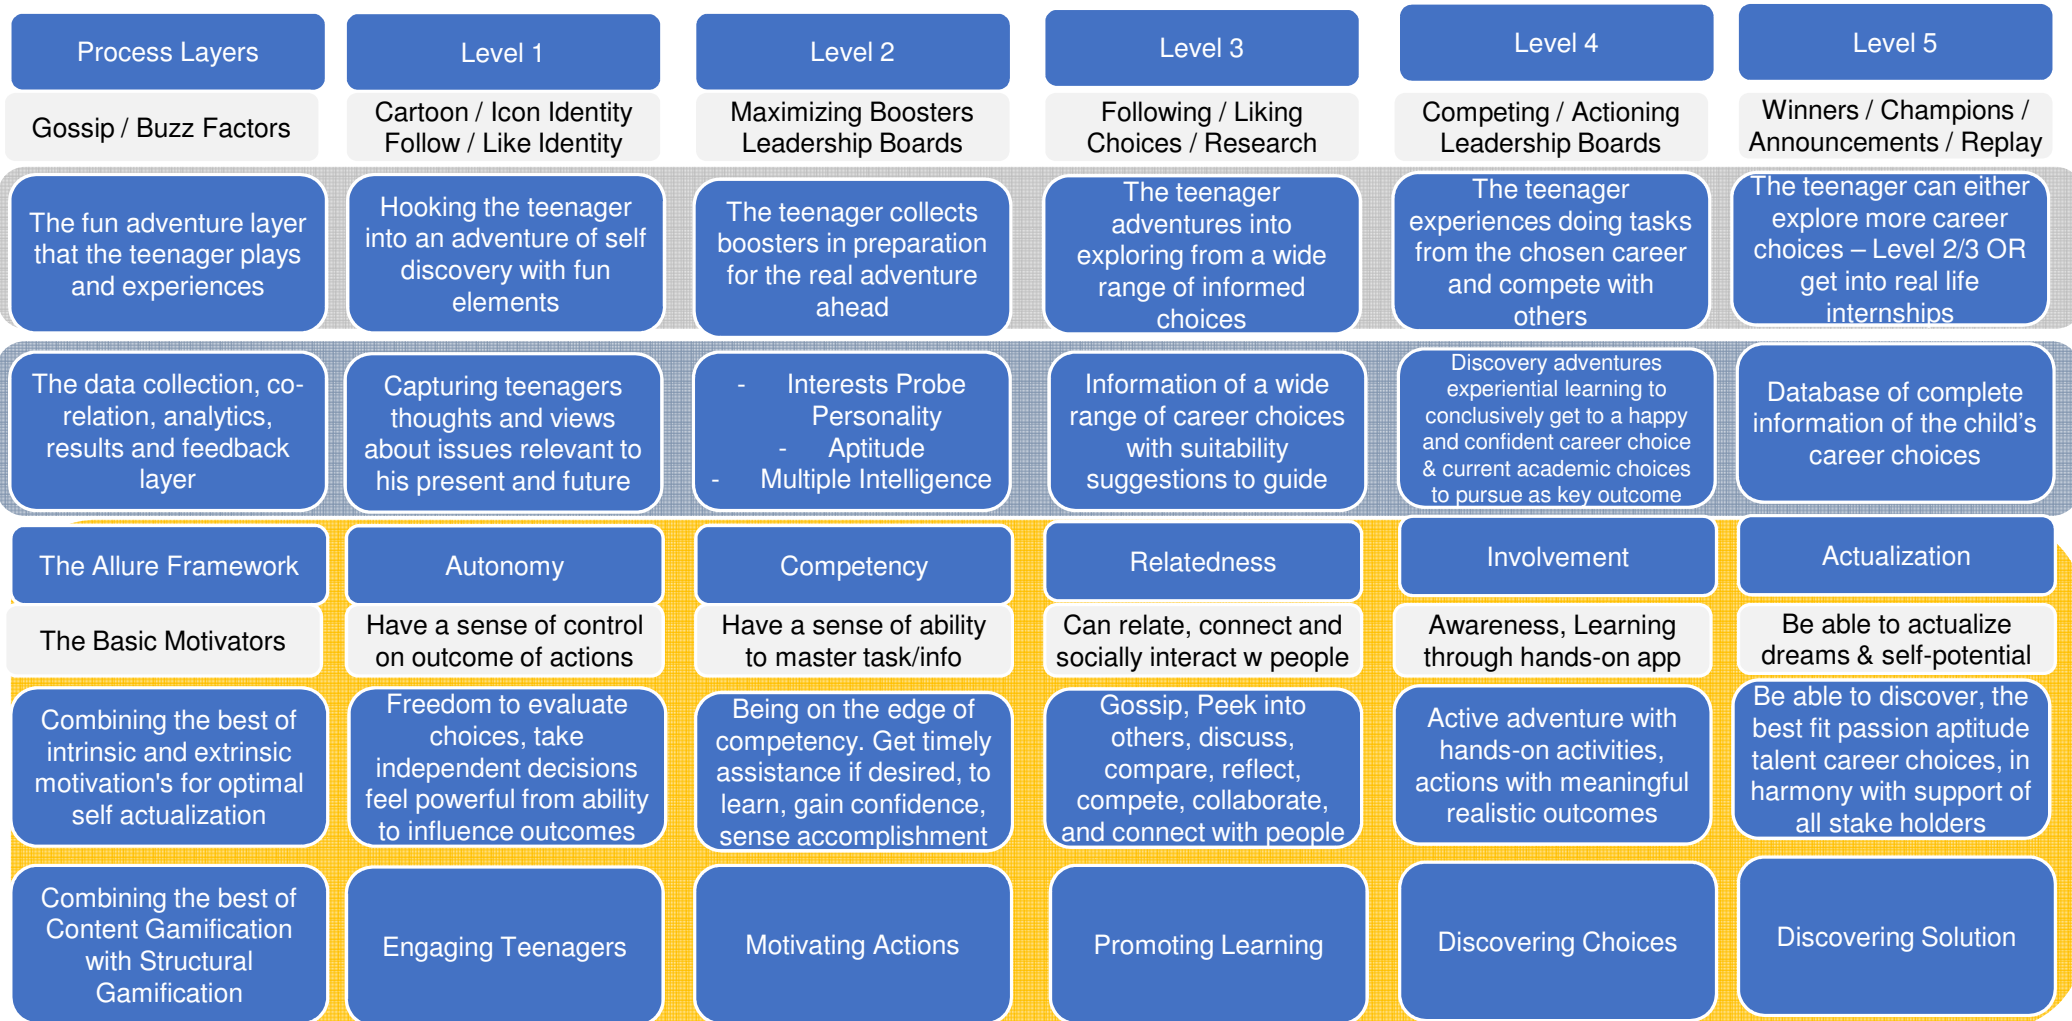 Process Layers
Level 1
Level 2
Level 3
Level 4
Level 5
Gossip / Buzz Factors
Cartoon / Icon Identity
Follow / Like Identity
Maximizing Boosters
Leadership Boards
Following / Liking
Choices / Research
Competing / Actioning
Leadership Boards
Winners / Champions /
Announcements / Replay
The fun adventure layer
that the teenager plays
and experiences
Hooking the teenager
into an adventure of self
discovery with fun
elements
The teenager collects
boosters in preparation
for the real adventure
ahead
The teenager
adventures into
exploring from a wide
range of informed
choices
The teenager
experiences doing tasks
from the chosen career
and compete with
others
The teenager can either
explore more career
choices – Level 2/3 OR
get into real life
internships
The data collection, co-
relation, analytics,
results and feedback
layer
Capturing teenagers
thoughts and views
about issues relevant to
his present and future
- Interests Probe
Personality
- Aptitude
- Multiple Intelligence
Information of a wide
range of career choices
with suitability
suggestions to guide
Discovery adventures
experiential learning to
conclusively get to a happy
and confident career choice
& current academic choices
to pursue as key outcome
Database of complete
information of the child’s
career choices
The Allure Framework
Autonomy
Competency
Relatedness
Involvement
Actualization
The Basic Motivators
Have a sense of control
on outcome of actions
Have a sense of ability
to master task/info
Can relate, connect and
socially interact w people
Awareness, Learning
through hands-on app
Be able to actualize
dreams & self-potential
Combining the best of
intrinsic and extrinsic
motivation's for optimal
self actualization
Freedom to evaluate
choices, take
independent decisions
feel powerful from ability
to influence outcomes
Being on the edge of
competency. Get timely
assistance if desired, to
learn, gain confidence,
sense accomplishment
Gossip, Peek into
others, discuss,
compare, reflect,
compete, collaborate,
and connect with people
Active adventure with
hands-on activities,
actions with meaningful
realistic outcomes
Be able to discover, the
best fit passion aptitude
talent career choices, in
harmony with support of
all stake holders
Combining the best of
Content Gamification
with Structural
Gamification
Engaging Teenagers
Motivating Actions
Promoting Learning
Discovering Choices
Discovering Solution